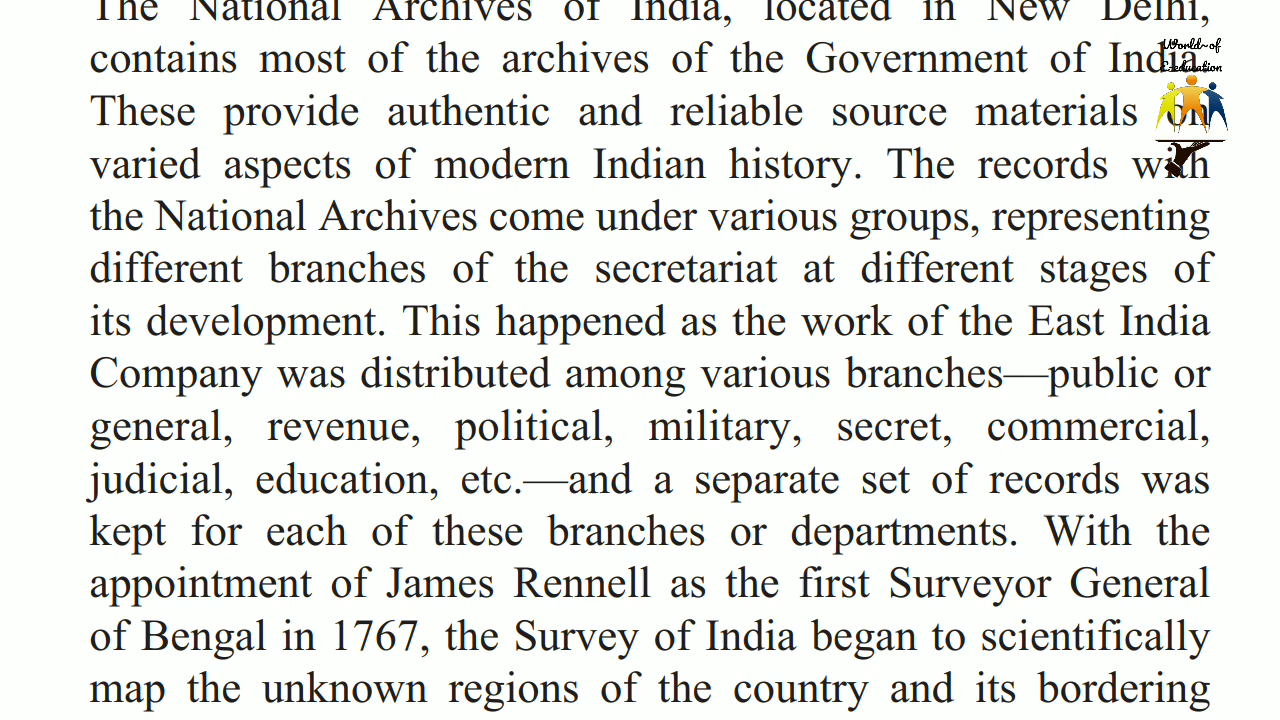 The National Archives of India, located in New Delhi,
contains most of the archives of the Government of India.
These provide authentic and reliable source materials on
varied aspects of modern Indian history. The records with
the National Archives come under various groups, representing
different branches of the secretariat at different stages of
its development. This happened as the work of the East India
Company was distributed among various branches—public or
general, revenue, political, military, secret, commercial,
judicial, education, etc.—and a separate set of records was
kept for each of these branches or departments. With the
appointment of James Rennell as the first Surveyor General
of Bengal in 1767, the Survey of India began to scientifically
map the unknown regions of the country and its bordering
World~of
E-education